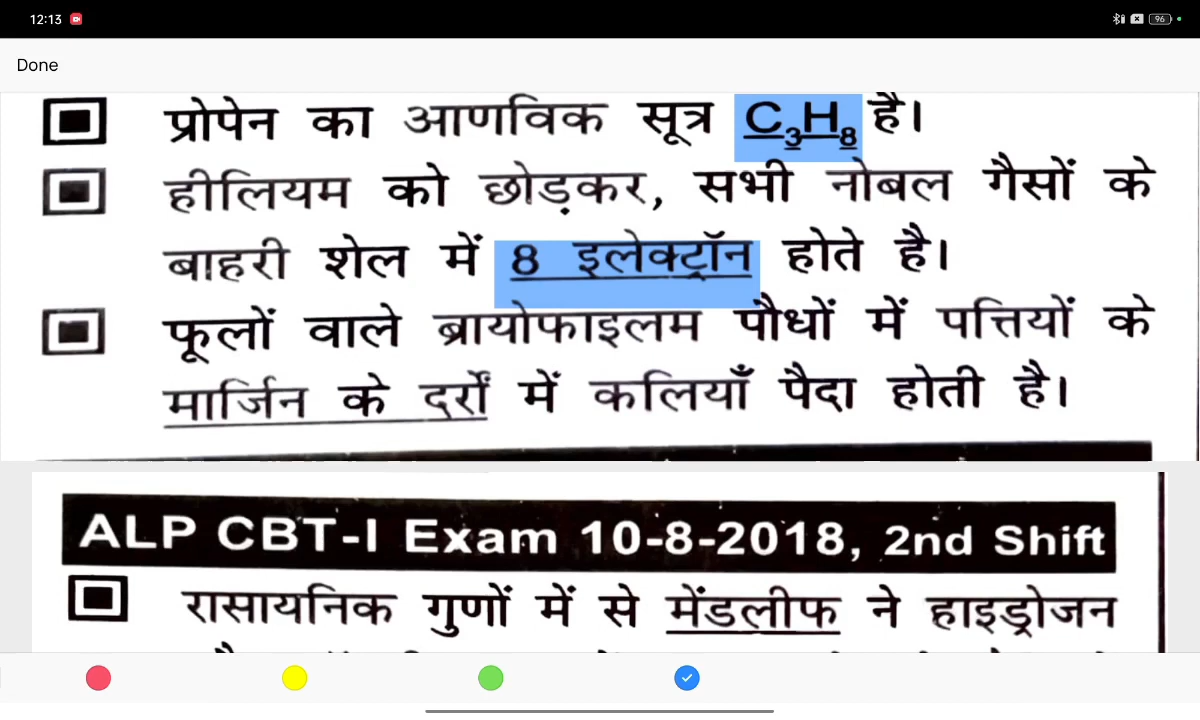 12:13
96
Done
प्रोपेन का आणविक सूत्र C₃H₈ है।
हीलियम को छोड़कर, सभी नोबल गैसों के
बाहरी शेल में 8 इलेक्ट्रॉन होते है।
फूलों वाले ब्रायोफाइलम पौधों में पत्तियों के
मार्जिन के दर्रों में कलियाँ पैदा होती है।
ALP CBT-I Exam 10-8-2018, 2nd Shift
रासायनिक गुणों में से मेंडलीफ ने हाइड्रोजन